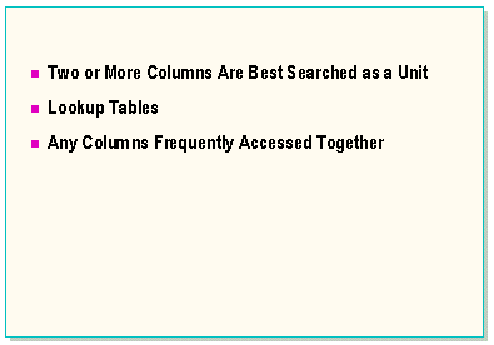 Two or More Columns Are Best Searched as a Unit
Lookup Tables
Any Columns Frequently Accessed Together